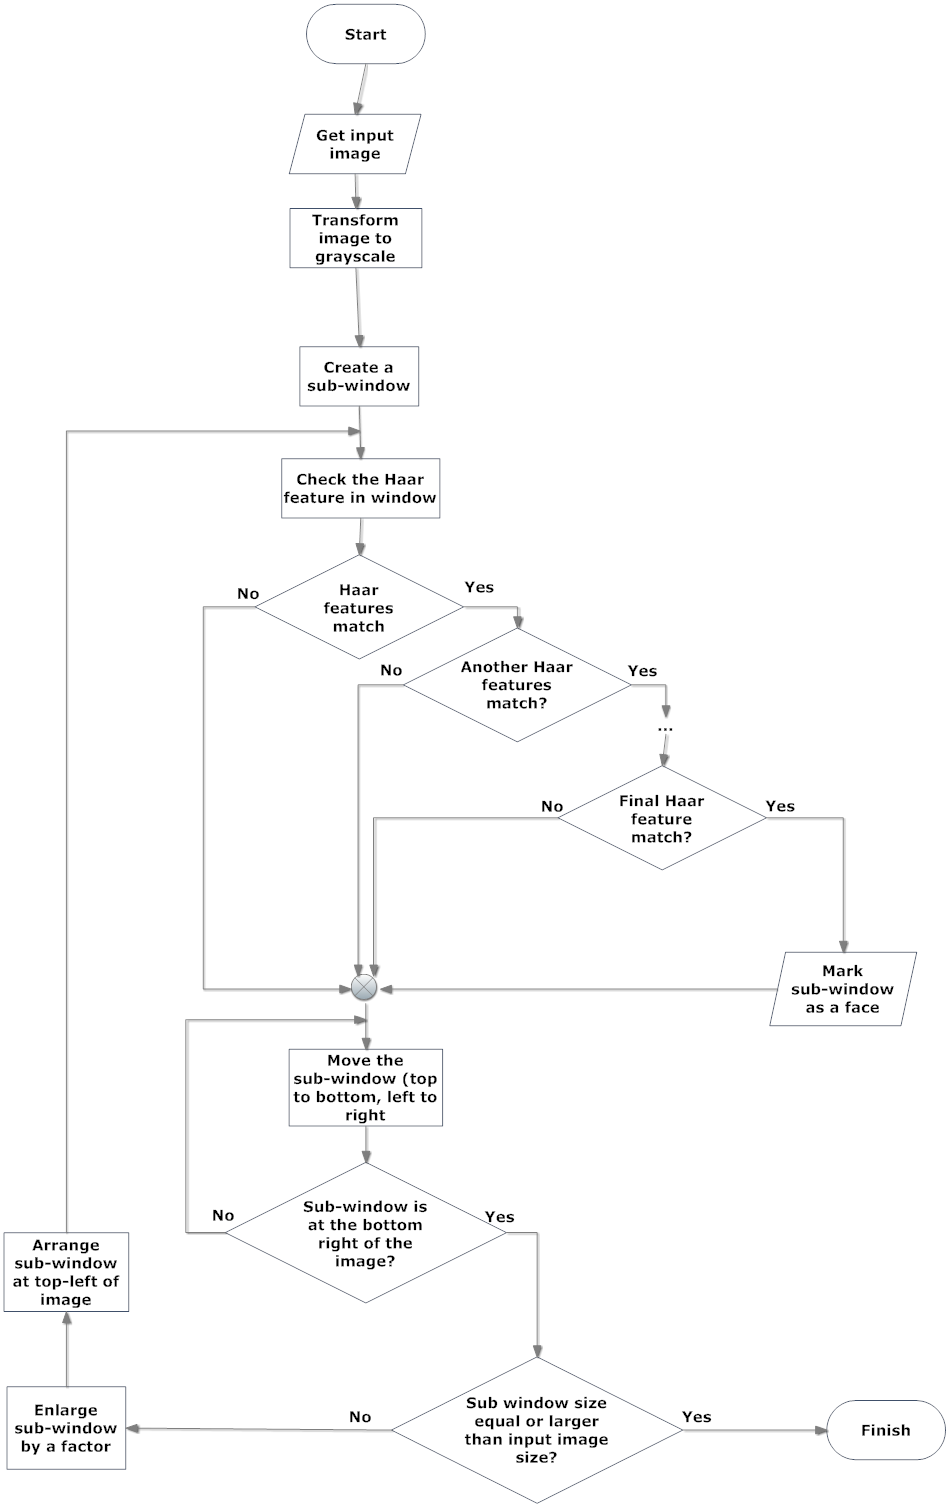 Start
Get input
image
Transform
image to
grayscale
Create a
sub-window
Check the Haar
feature in window
No
Haar
features
match
Yes
No
Another Haar
features
match?
Yes
...
No
Final Haar
feature
match?
Yes
Mark
sub-window
as a face
Move the
sub-window (top
to bottom, left to
right
No
Sub-window is
at the bottom
right of the
image?
Yes
Arrange
sub-window
at top-left of
image
Enlarge
sub-window
by a factor
No
Sub window size
equal or larger
than input image
size?
Yes
Finish